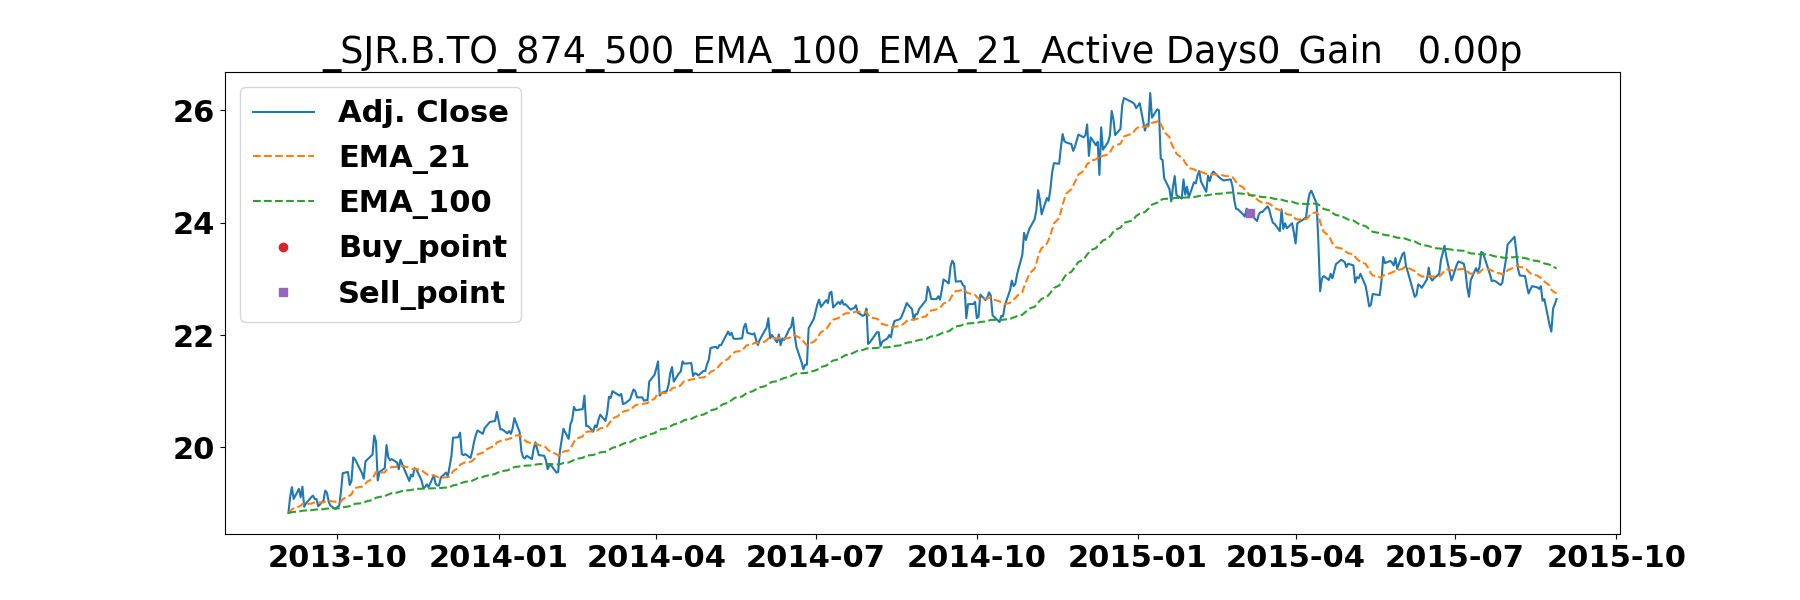 _SJR.B.TO_874_500_EMA_100_EMA_21_Active Days0_Gain   0.00p
Adj. Close
EMA_21
EMA_100
Buy_point
Sell_point
26
24
22
20
2013-10 2014-01 2014-04 2014-07 2014-10 2015-01 2015-04 2015-07 2015-10